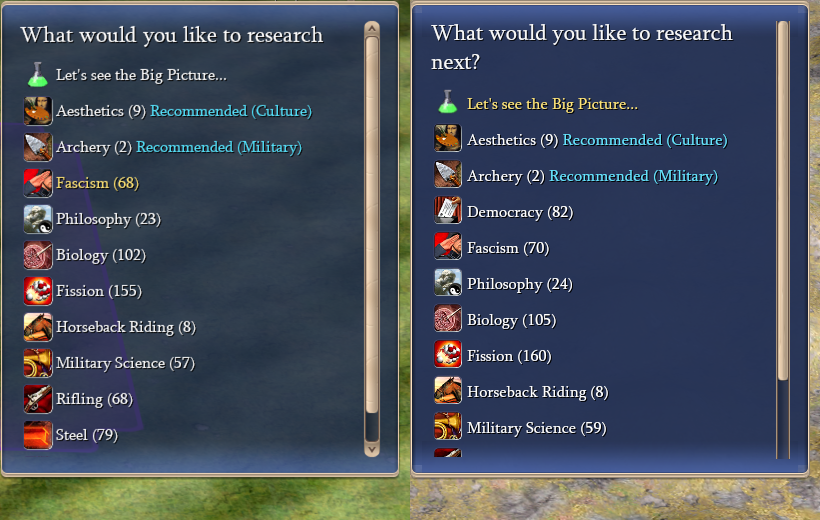 What would you like to research
Let's see the Big Picture...
Aesthetics (9) Recommended (Culture)
Archery (2) Recommended (Military)
Fascism (68)
Philosophy (23)
Biology (102)
Fission (155)
Horseback Riding (8)
Military Science (57)
Rifling (68)
Steel (79)
What would you like to research
next?
Let's see the Big Picture...
Aesthetics (9) Recommended (Culture)
Archery (2) Recommended (Military)
Democracy (82)
Fascism (70)
Philosophy (24)
Biology (105)
Fission (160)
Horseback Riding (8)
Military Science (59)